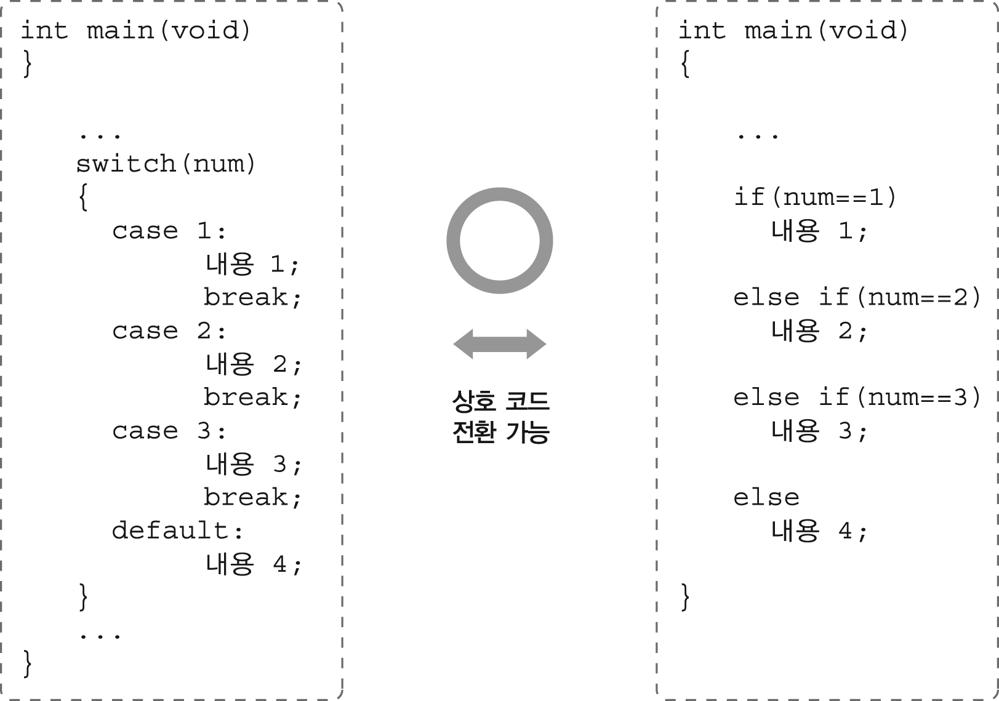 int main(void)
}
...
switch(num)
{
case 1:
내용 1;
break;
case 2:
내용 2;
break;
case 3:
내용 3;
break;
default:
내용 4;
}
...
}
상호 코드
전환 가능
int main(void)
{
...
if(num==1)
내용 1;
else if(num==2)
내용 2;
else if(num==3)
내용 3;
else
내용 4;
}